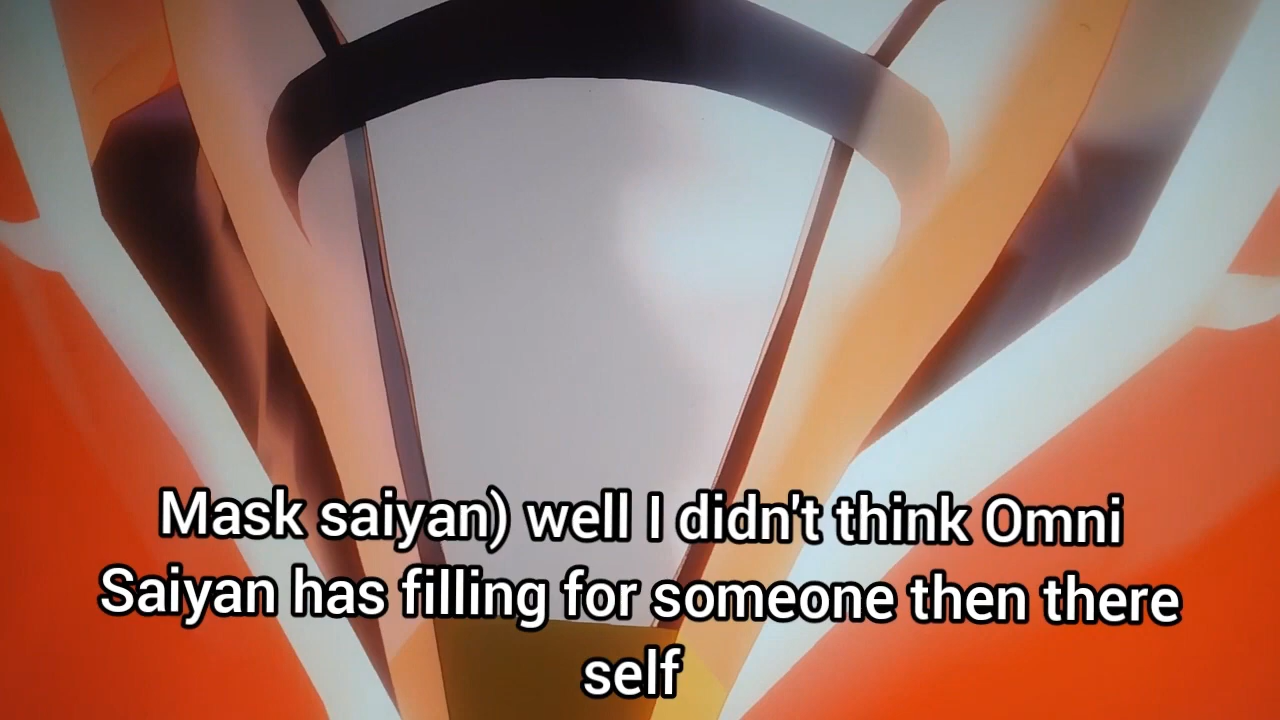 Mask saiyan) well I didn't think Omni
Saiyan has filling for someone then there
self